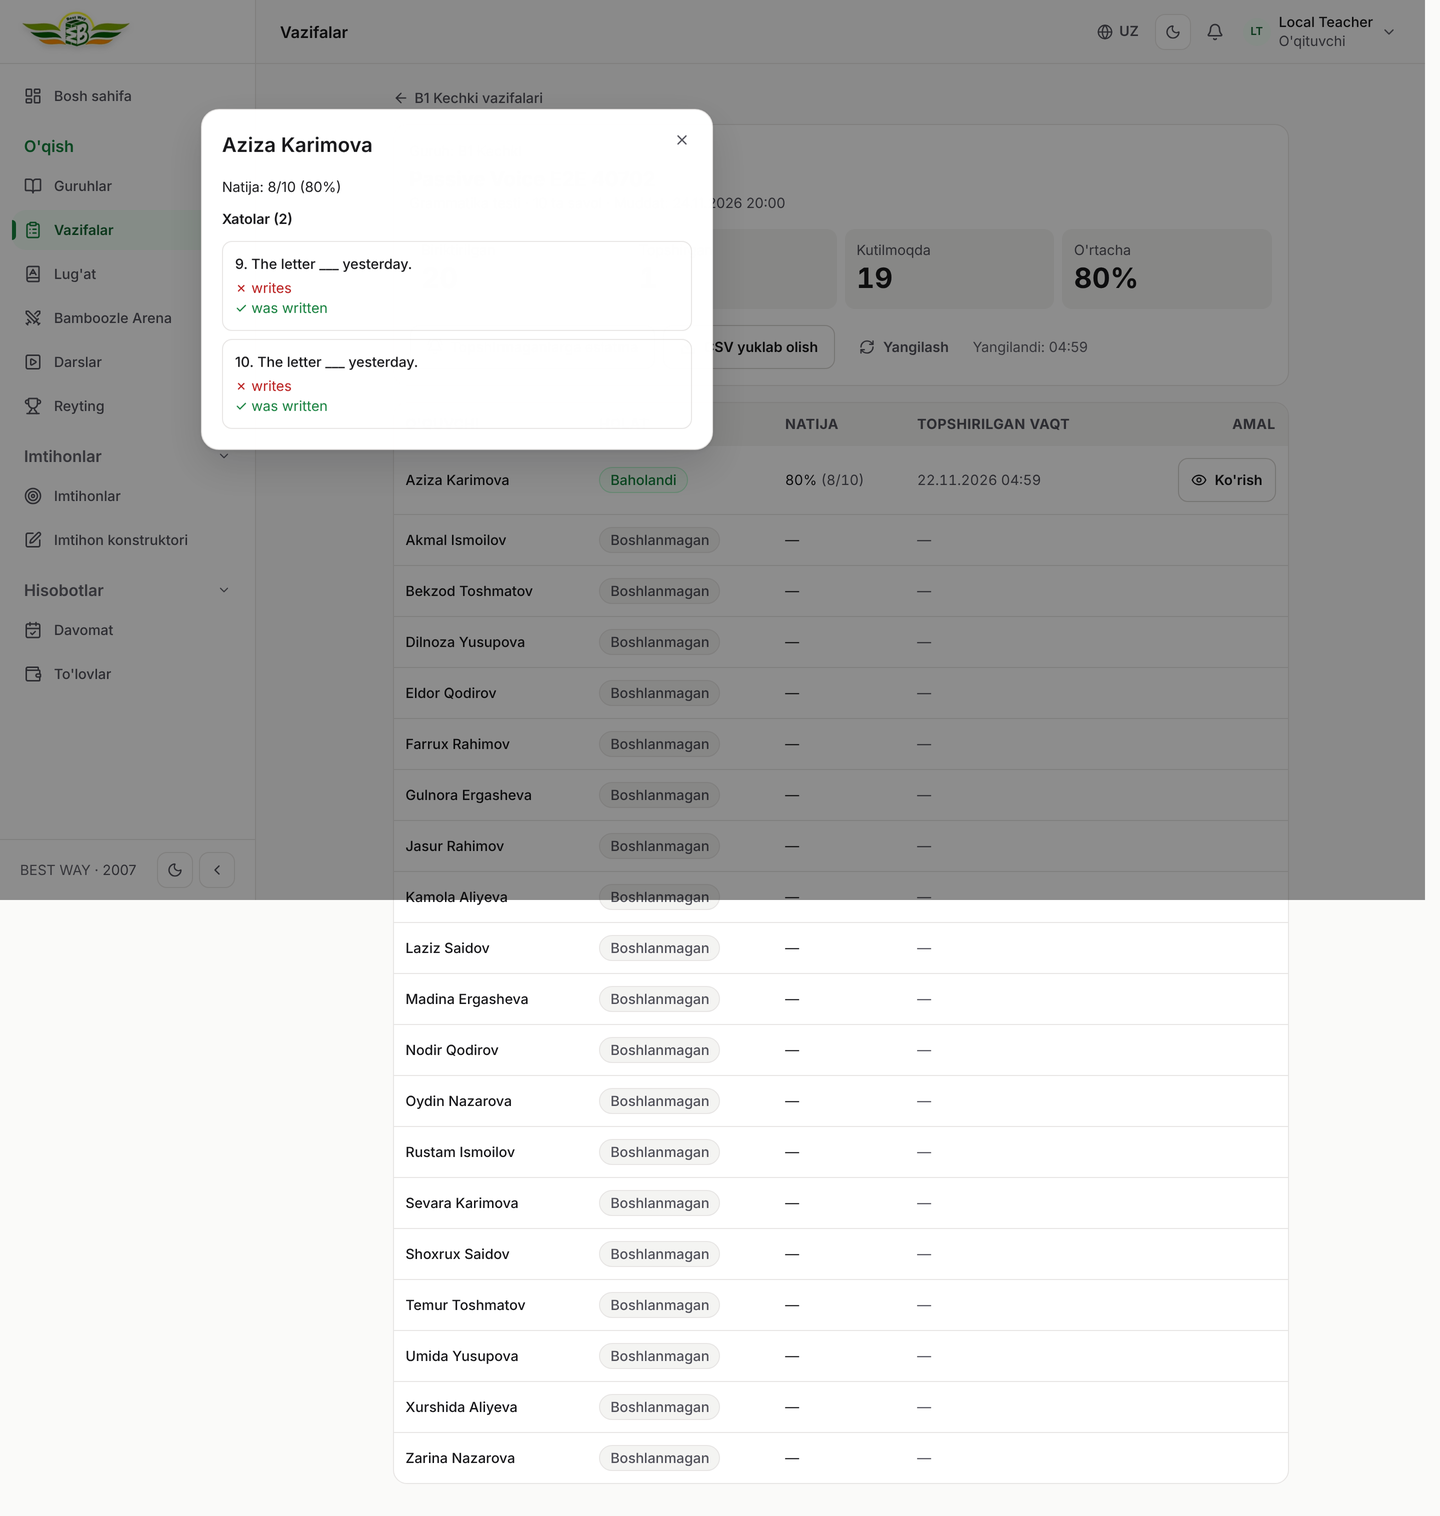 Vazifalar
UZ
LT
Local Teacher
O'qituvchi
Bosh sahifa
O'qish
Guruhlar
Vazifalar
Lug'at
Bamboozle Arena
Darslar
Reyting
Imtihonlar
Imtihonlar
Imtihon konstruktori
Hisobotlar
Davomat
To'lovlar
BEST WAY · 2007
B1 Kechki vazifalari
Aziza Karimova
Natija: 8/10 (80%)
Xatolar (2)
9. The letter ___ yesterday.
× writes
✓ was written
10. The letter ___ yesterday.
× writes
✓ was written
2026 20:00
Kutilmoqda
19
O'rtacha
80%
SV yuklab olish
Yangilash
Yangilandi: 04:59
NATIJA TOPSHIRILGAN VAQT AMAL
Aziza Karimova Baholandi 80% (8/10) 22.11.2026 04:59 Ko'rish
Akmal Ismoilov Boshlanmagan — —
Bekzod Toshmatov Boshlanmagan — —
Dilnoza Yusupova Boshlanmagan — —
Eldor Qodirov Boshlanmagan — —
Farrux Rahimov Boshlanmagan — —
Gulnora Ergasheva Boshlanmagan — —
Jasur Rahimov Boshlanmagan — —
Kamola Aliyeva Boshlanmagan — —
Laziz Saidov Boshlanmagan — —
Madina Ergasheva Boshlanmagan — —
Nodir Qodirov Boshlanmagan — —
Oydin Nazarova Boshlanmagan — —
Rustam Ismoilov Boshlanmagan — —
Sevara Karimova Boshlanmagan — —
Shoxrux Saidov Boshlanmagan — —
Temur Toshmatov Boshlanmagan — —
Umida Yusupova Boshlanmagan — —
Xurshida Aliyeva Boshlanmagan — —
Zarina Nazarova Boshlanmagan — —